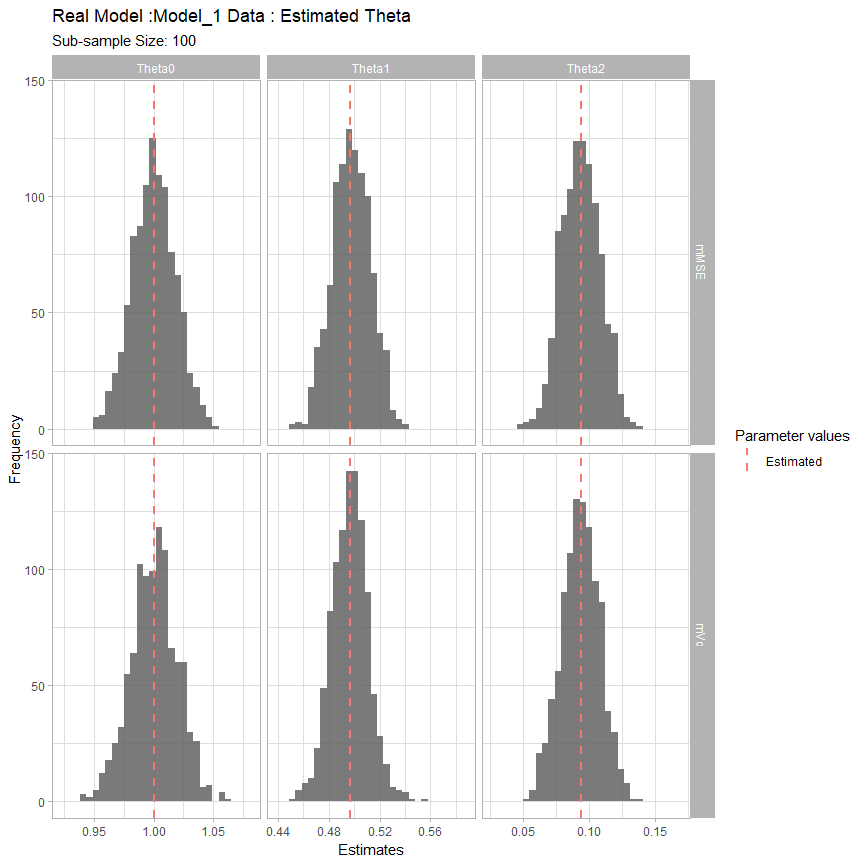 Real Model :Model_1 Data : Estimated Theta
Sub-sample Size: 100
Theta0 Theta1 Theta2
150
100
50
0
mMSE
Frequency
150
100
50
0
mVc
0.95 1.00 1.05 0.44 0.48 0.52 0.56 0.05 0.10 0.15
Estimates
Parameter values
Estimated